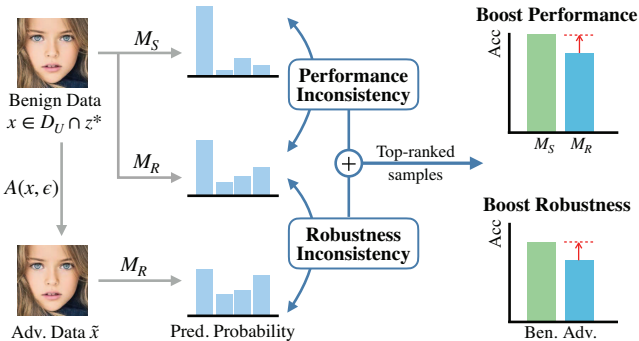 Benign Data
x ∈ D_U ∩ z*
A(x, ϵ)
Adv. Data x̃
M_S
M_R
M_R
Pred. Probability
Performance
Inconsistency
+
Robustness
Inconsistency
Top-ranked
samples
Boost Performance
Acc
M_S M_R
Boost Robustness
Acc
Ben. Adv.